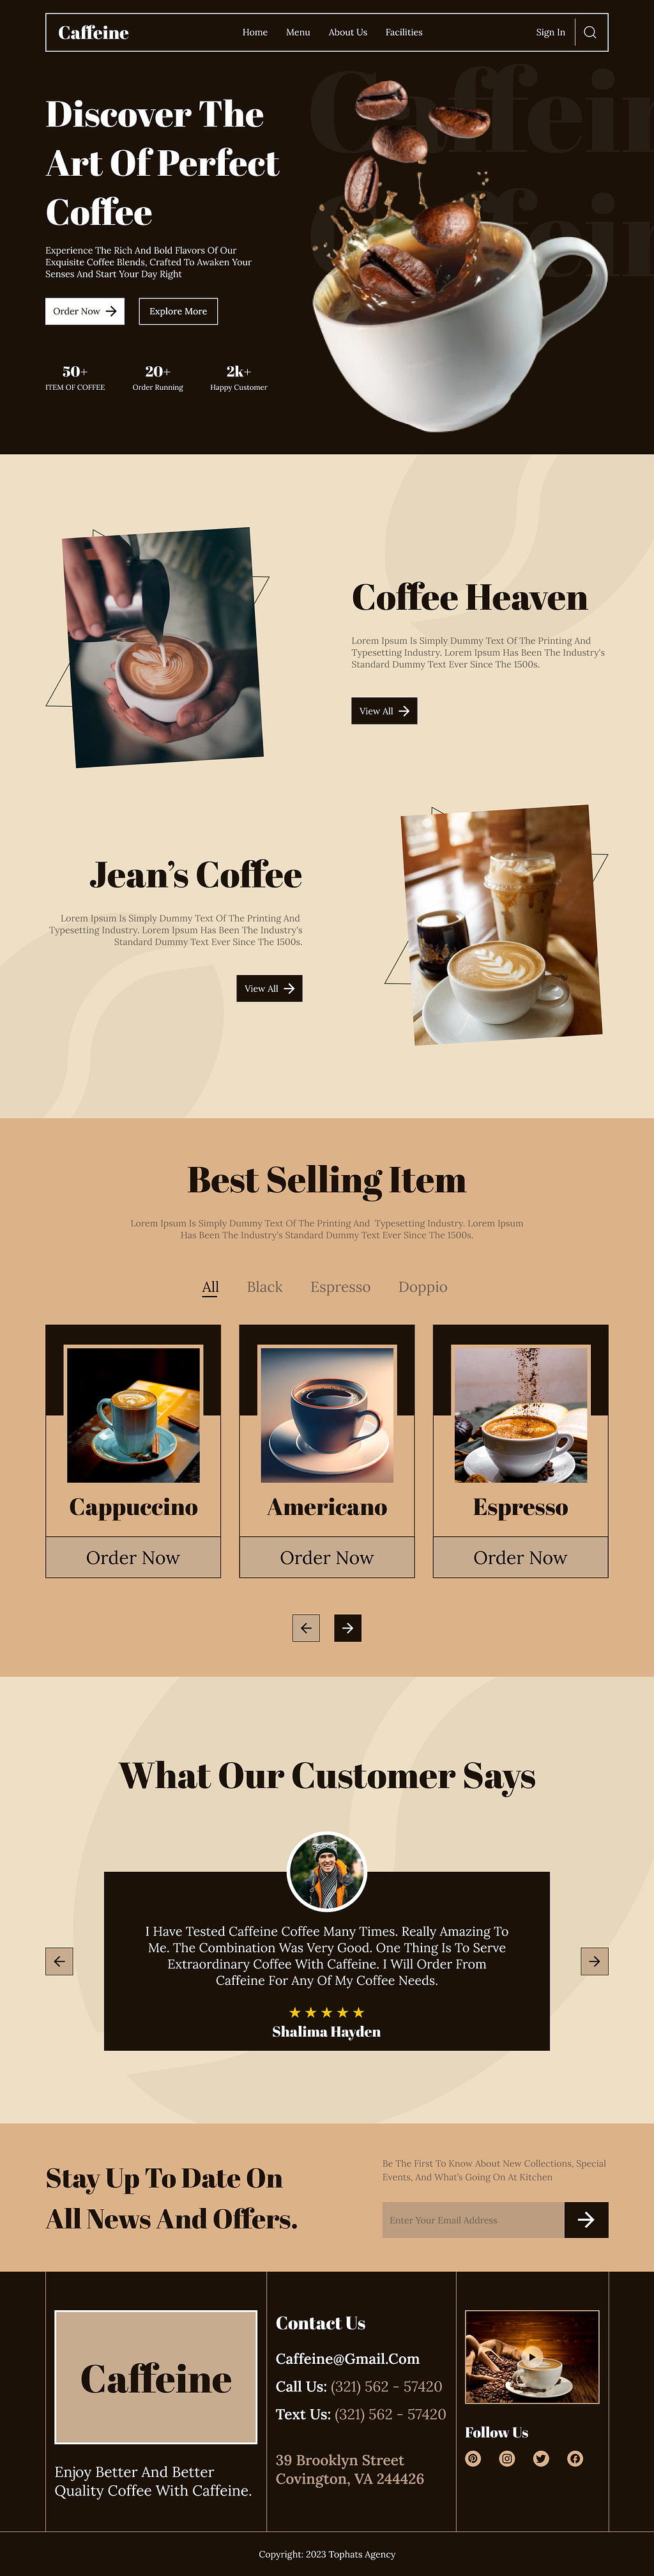 Caffeine
Home
Menu
About Us
Facilities
Sign In
Caffein
Caffein
Discover The
Art Of Perfect
Coffee
Experience The Rich And Bold Flavors Of Our
Exquisite Coffee Blends, Crafted To Awaken Your
Senses And Start Your Day Right
Order Now
Explore More
50+
20+
2k+
ITEM OF COFFEE
Order Running
Happy Customer
Coffee Heaven
Lorem Ipsum Is Simply Dummy Text Of The Printing And
Typesetting Industry. Lorem Ipsum Has Been The Industry's
Standard Dummy Text Ever Since The 1500s.
View All
Jean's Coffee
Lorem Ipsum Is Simply Dummy Text Of The Printing And
Typesetting Industry. Lorem Ipsum Has Been The Industry's
Standard Dummy Text Ever Since The 1500s.
View All
Best Selling Item
Lorem Ipsum Is Simply Dummy Text Of The Printing And Typesetting Industry. Lorem Ipsum
Has Been The Industry's Standard Dummy Text Ever Since The 1500s.
All
Black
Espresso
Doppio
Cappuccino
Americano
Espresso
Order Now
Order Now
Order Now
What Our Customer Says
I Have Tested Caffeine Coffee Many Times. Really Amazing To
Me. The Combination Was Very Good. One Thing Is To Serve
Extraordinary Coffee With Caffeine. I Will Order From
Caffeine For Any Of My Coffee Needs.
Shalima Hayden
Stay Up To Date On
All News And Offers.
Be The First To Know About New Collections, Special
Events, And What's Going On At Kitchen
Enter Your Email Address
Caffeine
Enjoy Better And Better
Quality Coffee With Caffeine.
Contact Us
Caffeine@Gmail.Com
Call Us: (321) 562 - 57420
Text Us: (321) 562 - 57420
39 Brooklyn Street
Covington, VA 244426
Follow Us
Copyright: 2023 Tophats Agency